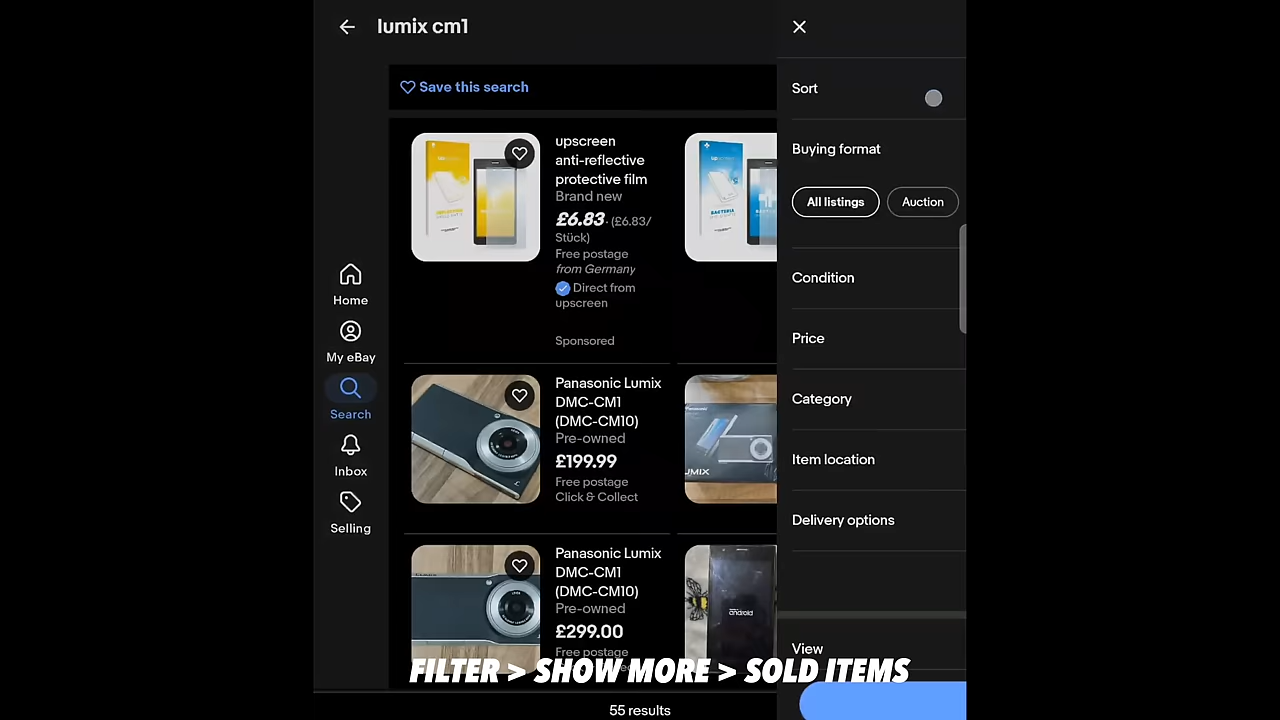 lumix cm1
Save this search
upscreen
anti-reflective
protective film
Brand new
£6.83 · (£6.83/
Stück)
Free postage
from Germany
Direct from
upscreen
Sponsored
Panasonic Lumix
DMC-CM1
(DMC-CM10)
Pre-owned
£199.99
Free postage
Click & Collect
Panasonic Lumix
DMC-CM1
(DMC-CM10)
Pre-owned
£299.00
Free postage
Home
My eBay
Search
Inbox
Selling
Sort
Buying format
All listings
Auction
Condition
Price
Category
Item location
Delivery options
View
FILTER > SHOW MORE > SOLD ITEMS
55 results
android